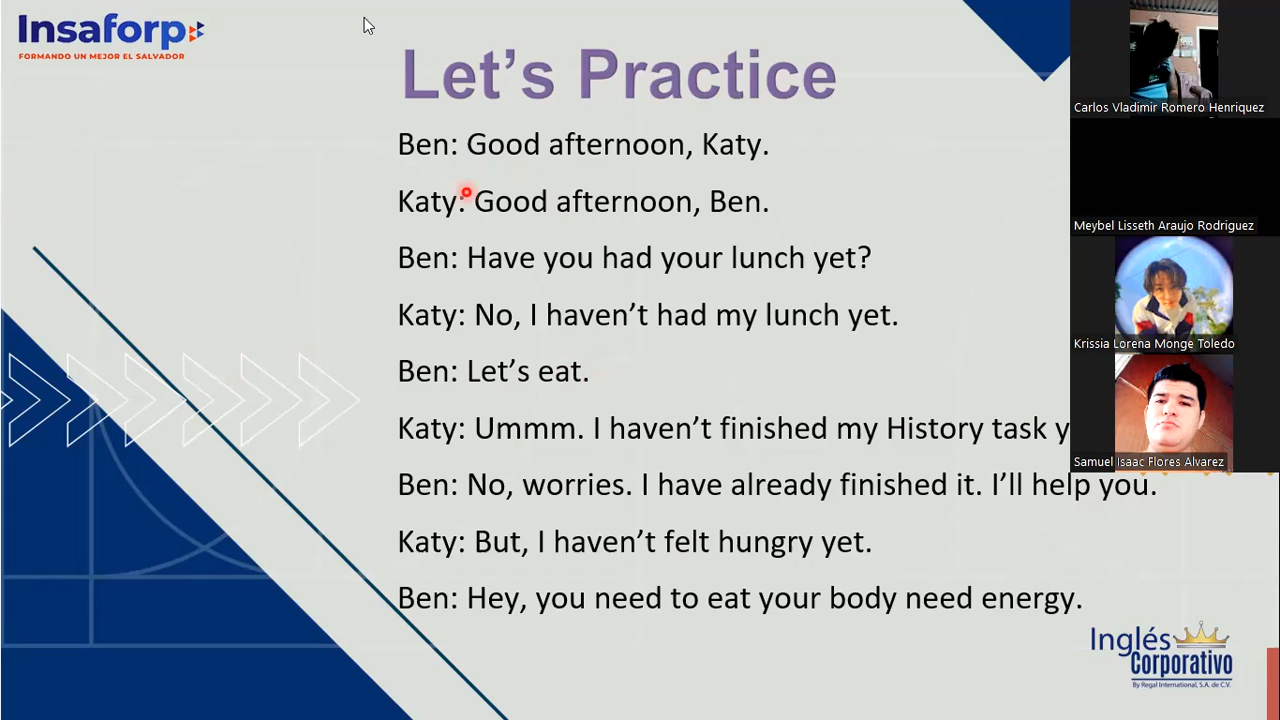 Insaforp
FORMANDO UN MEJOR EL SALVADOR
Let's Practice
Ben: Good afternoon, Katy.
Katy: Good afternoon, Ben.
Ben: Have you had your lunch yet?
Katy: No, I haven't had my lunch yet.
Ben: Let's eat.
Katy: Ummm. I haven't finished my History task y
Ben: No, worries. I have already finished it. I'll help you.
Katy: But, I haven't felt hungry yet.
Ben: Hey, you need to eat your body need energy.
Carlos Vladimir Romero Henriquez
Meybel Lisseth Araujo Rodriguez
Krissia Lorena Monge Toledo
Samuel Isaac Flores Alvarez
Inglés
Corporativo
By Regal International, S.A. de C.V.